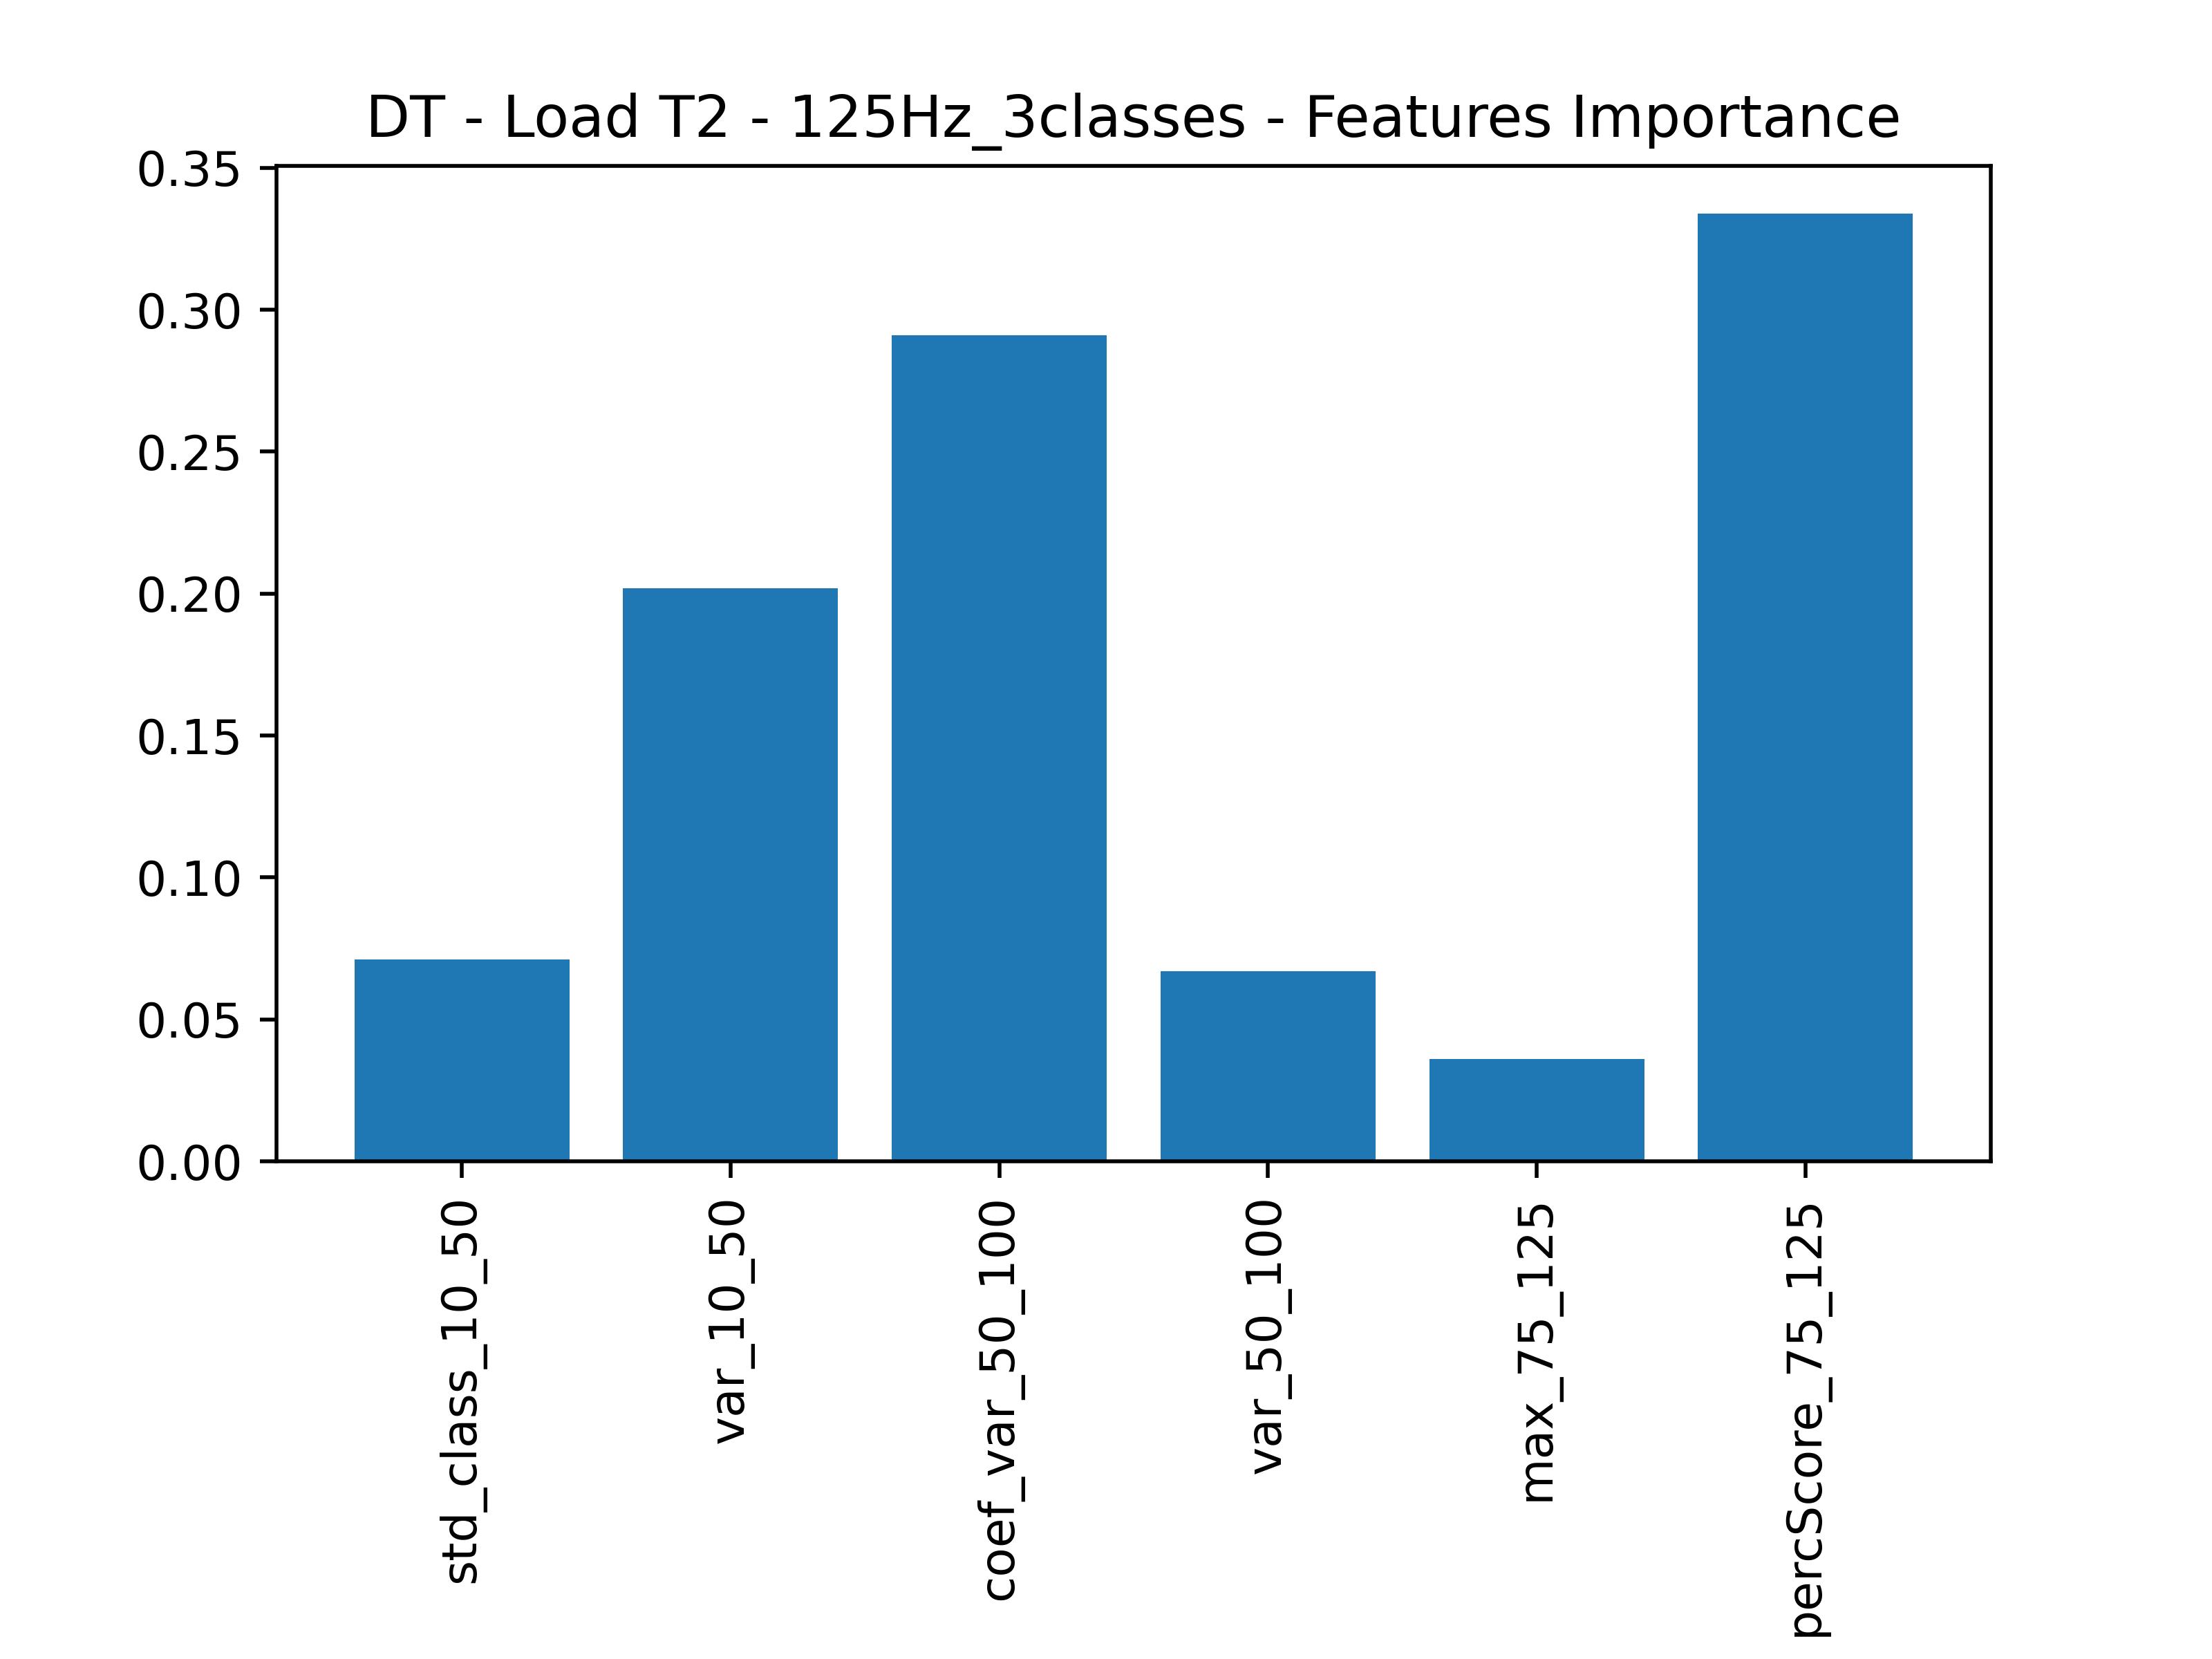 DT - Load T2 - 125Hz_3classes - Features Importance
0.35
0.30
0.25
0.20
0.15
0.10
0.05
0.00
std_class_10_50
var_10_50
coef_var_50_100
var_50_100
max_75_125
percScore_75_125